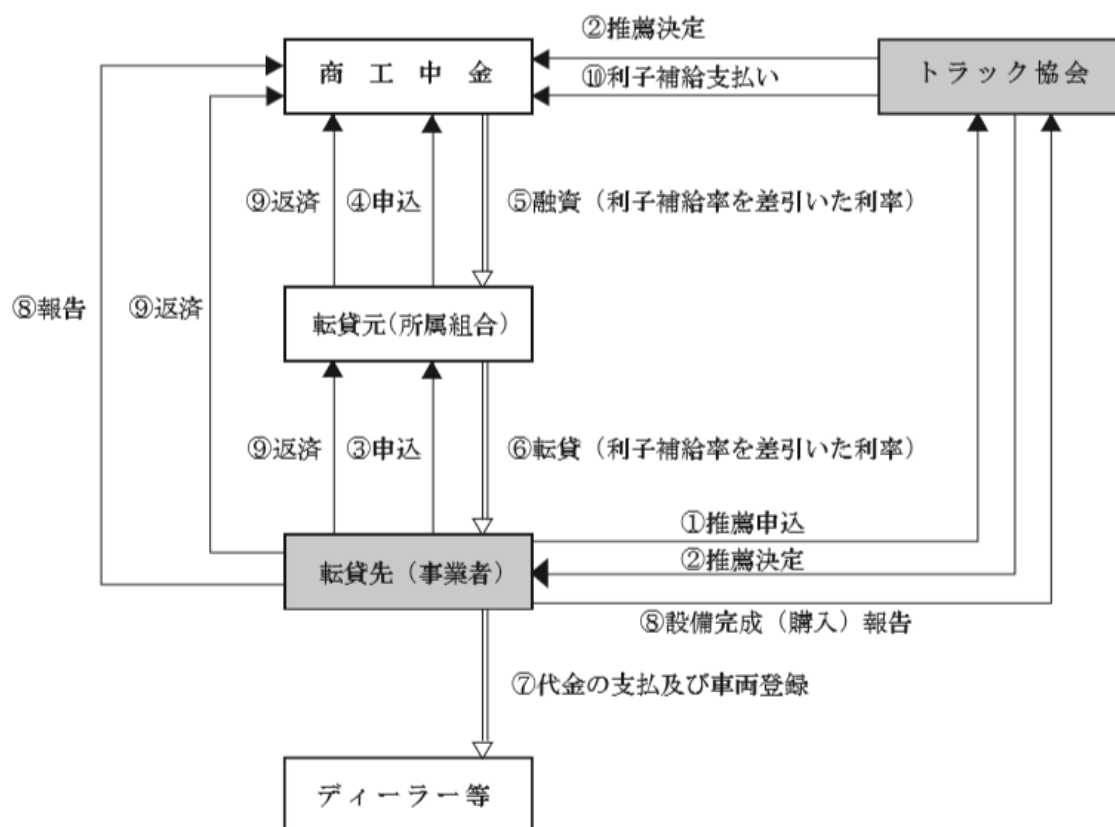 ②推薦決定
商工中金
トラック協会
⑩利子補給支払い
⑨返済
④申込
⑤融資（利子補給率を差引いた利率）
⑧報告
⑨返済
転貸元（所属組合）
⑨返済
③申込
⑥転貸（利子補給率を差引いた利率）
①推薦申込
転貸先（事業者）
②推薦決定
⑧設備完成（購入）報告
⑦代金の支払及び車両登録
ディーラー等